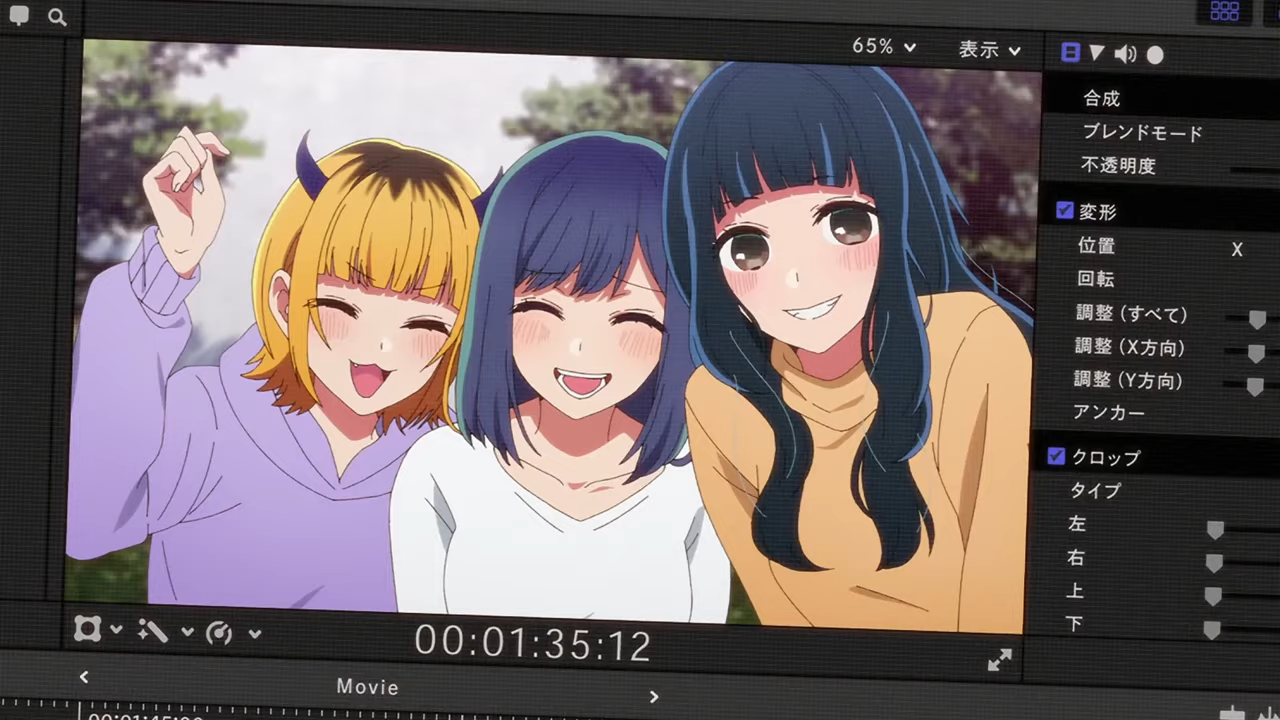 65%
表示
合成
ブレンドモード
不透明度
変形
位置 X
回転
調整 (すべて)
調整 (X方向)
調整 (Y方向)
アンカー
クロップ
タイプ
左
右
上
下
00:01:35:12
Movie